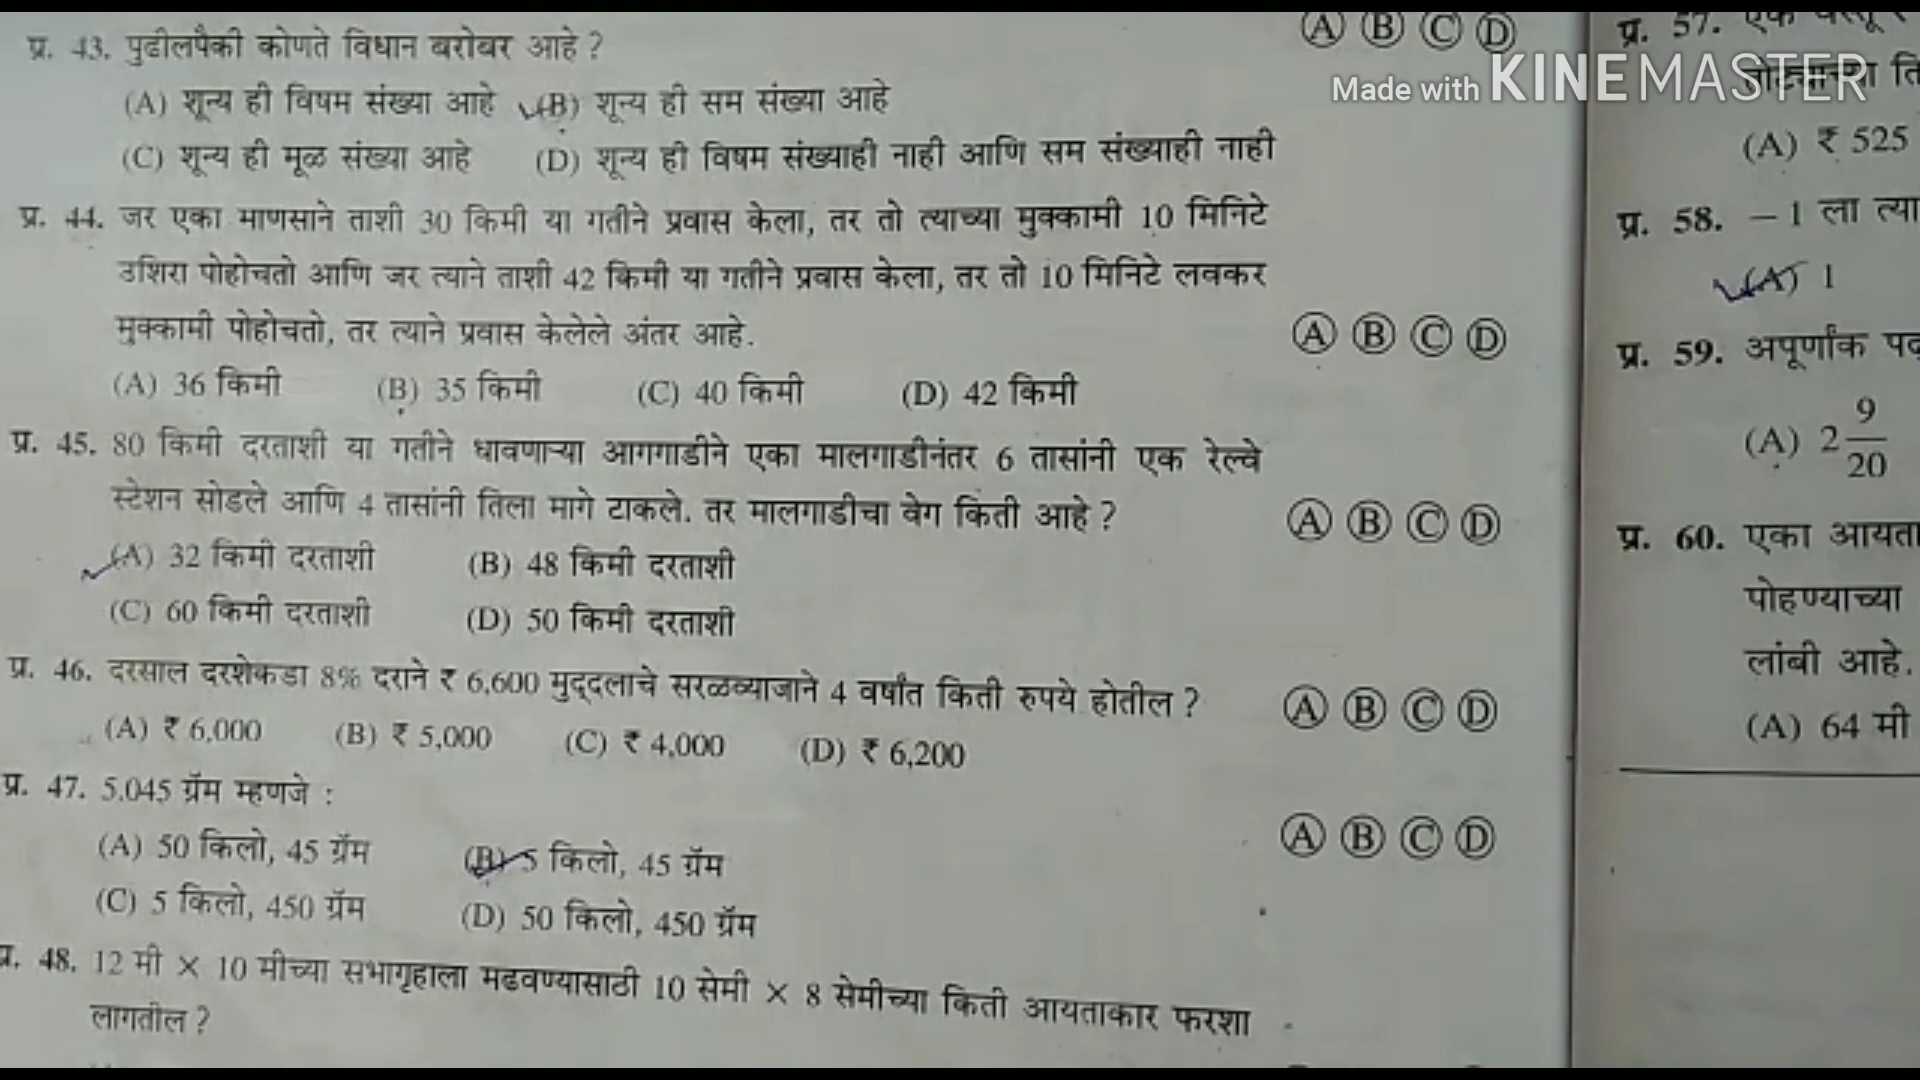 प्र. 43. पुढीलपैकी कोणते विधान बरोबर आहे ?
Ⓐ Ⓑ Ⓒ Ⓓ
(A) शून्य ही विषम संख्या आहे (B) शून्य ही सम संख्या आहे
(C) शून्य ही मूळ संख्या आहे (D) शून्य ही विषम संख्याही नाही आणि सम संख्याही नाही
प्र. 44. जर एका माणसाने ताशी 30 किमी या गतीने प्रवास केला, तर तो त्याच्या मुक्कामी 10 मिनिटे
उशिरा पोहोचतो आणि जर त्याने ताशी 42 किमी या गतीने प्रवास केला, तर तो 10 मिनिटे लवकर
मुक्कामी पोहोचतो, तर त्याने प्रवास केलेले अंतर आहे. Ⓐ Ⓑ Ⓒ Ⓓ
(A) 36 किमी (B) 35 किमी (C) 40 किमी (D) 42 किमी
प्र. 45. 80 किमी दरताशी या गतीने धावणाऱ्या आगगाडीने एका मालगाडीनंतर 6 तासांनी एक रेल्वे
स्टेशन सोडले आणि 4 तासांनी तिला मागे टाकले. तर मालगाडीचा वेग किती आहे ? Ⓐ Ⓑ Ⓒ Ⓓ
(A) 32 किमी दरताशी (B) 48 किमी दरताशी
(C) 60 किमी दरताशी (D) 50 किमी दरताशी
प्र. 46. दरसाल दरशेकडा 8% दराने ₹ 6,600 मुद्दलाचे सरळव्याजाने 4 वर्षांत किती रुपये होतील ? Ⓐ Ⓑ Ⓒ Ⓓ
(A) ₹ 6,000 (B) ₹ 5,000 (C) ₹ 4,000 (D) ₹ 6,200
प्र. 47. 5.045 ग्रॅम म्हणजे :
Ⓐ Ⓑ Ⓒ Ⓓ
(A) 50 किलो, 45 ग्रॅम (B) 5 किलो, 45 ग्रॅम
(C) 5 किलो, 450 ग्रॅम (D) 50 किलो, 450 ग्रॅम
प्र. 48. 12 मी × 10 मीच्या सभागृहाला मढवण्यासाठी 10 सेमी × 8 सेमीच्या किती आयताकार फरशा
लागतील ?
प्र. 57. एक
Made with KINEMASTER
(A) ₹ 525
प्र. 58. – 1 ला त्या
(A) 1
प्र. 59. अपूर्णांक
(A) 2 9/20
प्र. 60. एका आयता
पोहण्याच्या
लांबी आहे.
(A) 64 मी